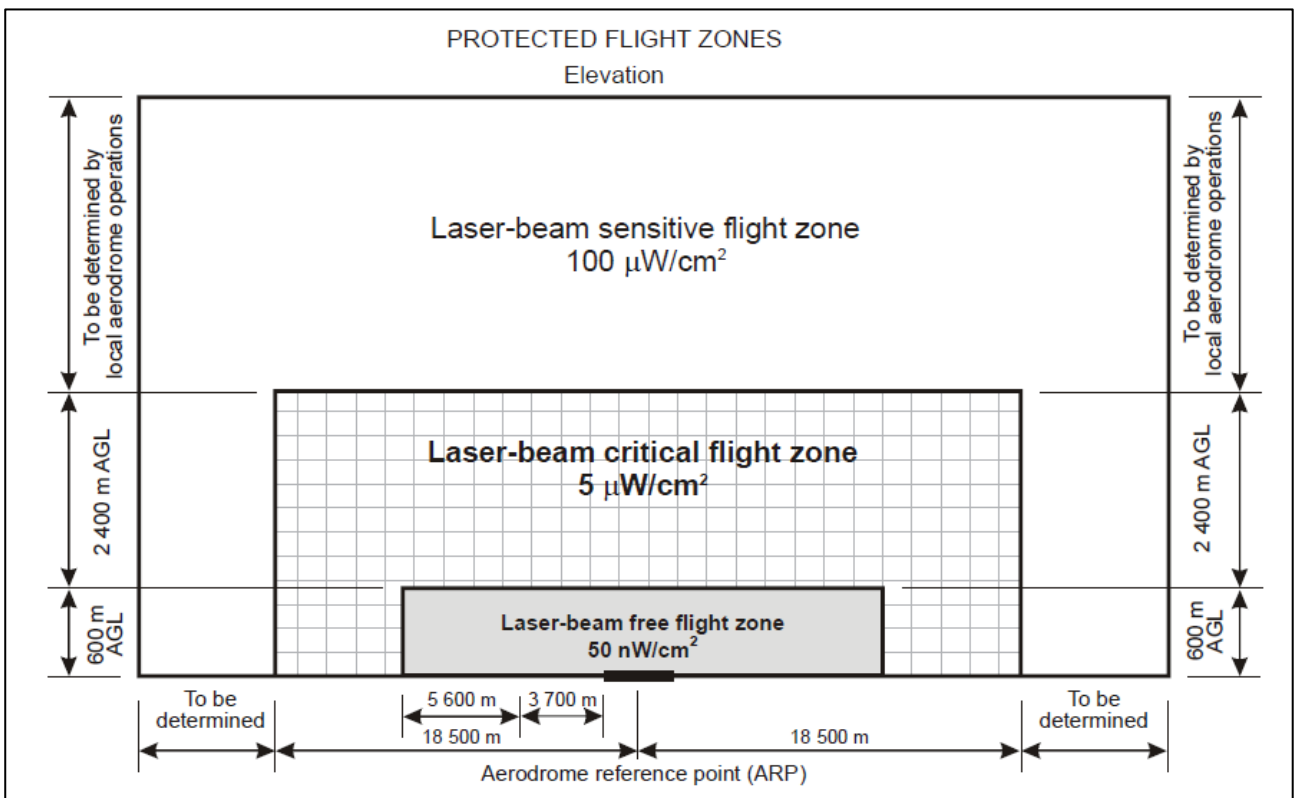 PROTECTED FLIGHT ZONES
Elevation
To be determined by
local aerodrome operations
To be determined by
local aerodrome operations
Laser-beam sensitive flight zone
100 μW/cm²
2 400 m AGL
2 400 m AGL
Laser-beam critical flight zone
5 μW/cm²
600 m
AGL
600 m
AGL
Laser-beam free flight zone
50 nW/cm²
To be
determined
5 600 m
3 700 m
To be
determined
18 500 m
18 500 m
Aerodrome reference point (ARP)